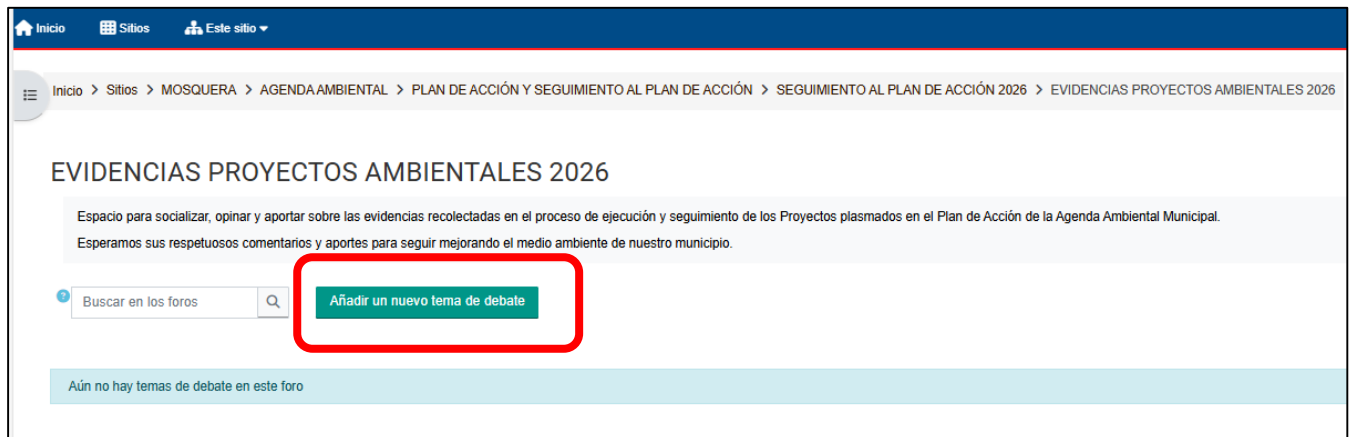 Inicio Sitios Este sitio
Inicio > Sitios > MOSQUERA > AGENDA AMBIENTAL > PLAN DE ACCIÓN Y SEGUIMIENTO AL PLAN DE ACCIÓN > SEGUIMIENTO AL PLAN DE ACCIÓN 2026 > EVIDENCIAS PROYECTOS AMBIENTALES 2026
EVIDENCIAS PROYECTOS AMBIENTALES 2026
Espacio para socializar, opinar y aportar sobre las evidencias recolectadas en el proceso de ejecución y seguimiento de los Proyectos plasmados en el Plan de Acción de la Agenda Ambiental Municipal.
Esperamos sus respetuosos comentarios y aportes para seguir mejorando el medio ambiente de nuestro municipio.
Buscar en los foros Añadir un nuevo tema de debate
Aún no hay temas de debate en este foro